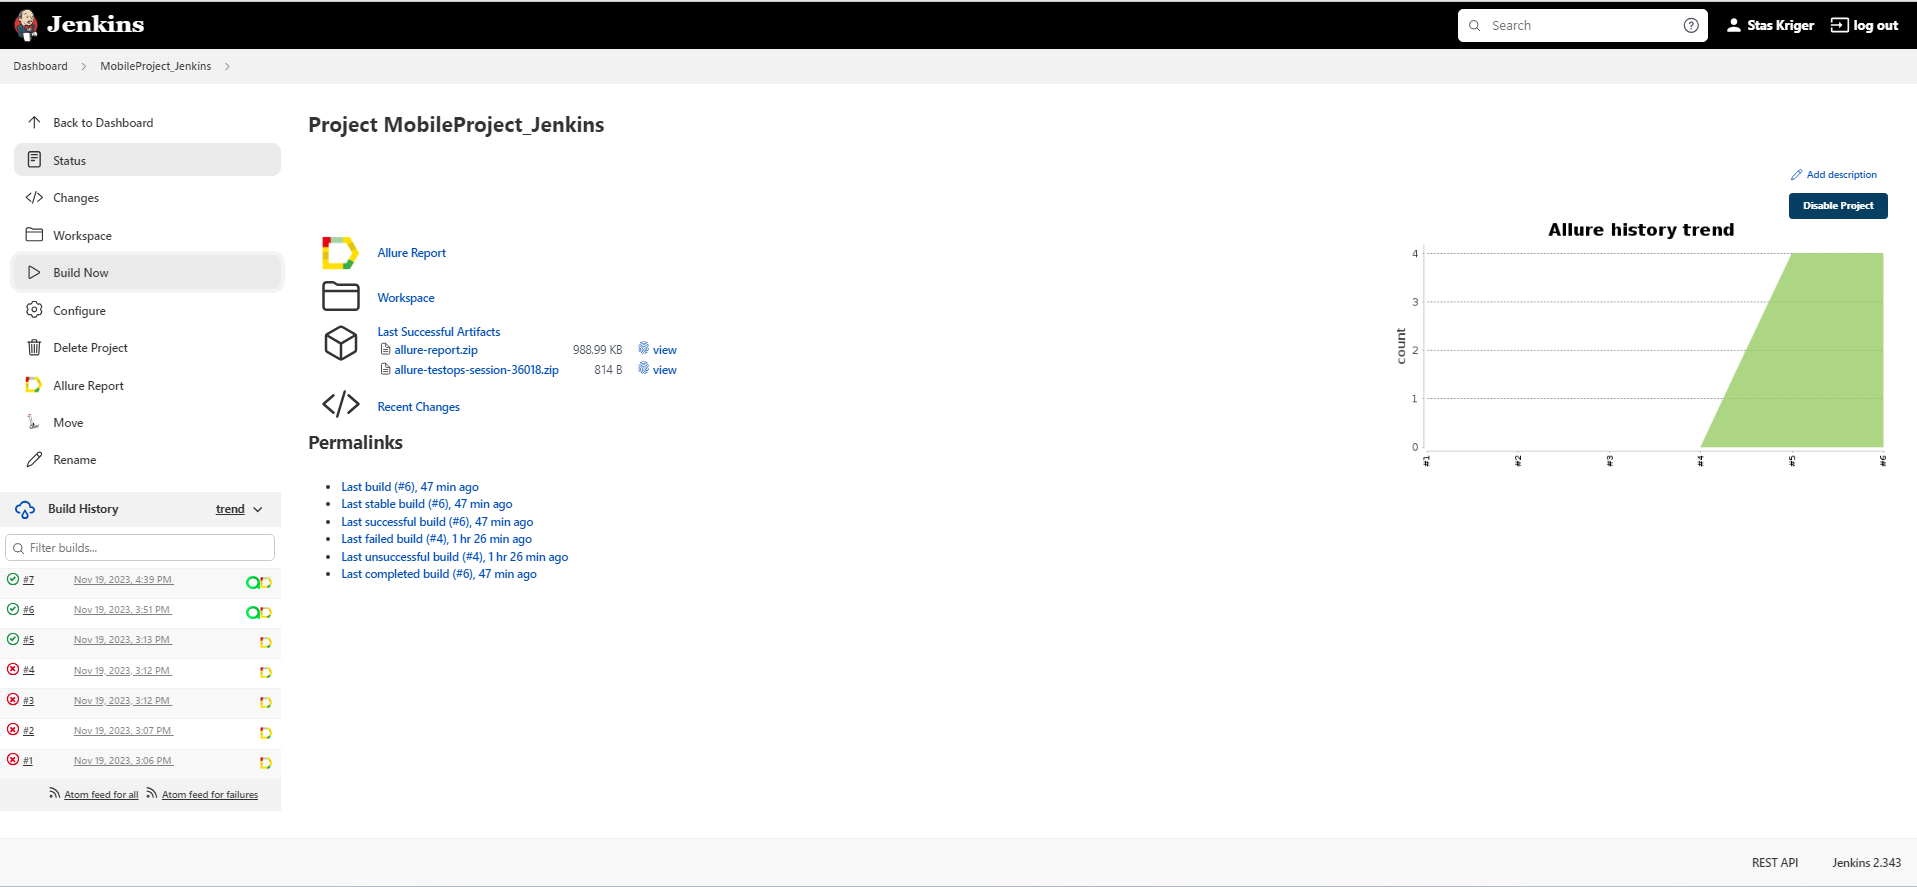 Jenkins
Search
Stas Kriger
log out
Dashboard
MobileProject_Jenkins
Back to Dashboard
Status
Changes
Workspace
Build Now
Configure
Delete Project
Allure Report
Move
Rename
Build History
trend
Filter builds...
#7 Nov 19, 2023, 4:39 PM
#6 Nov 19, 2023, 3:51 PM
#5 Nov 19, 2023, 3:13 PM
#4 Nov 19, 2023, 3:12 PM
#3 Nov 19, 2023, 3:12 PM
#2 Nov 19, 2023, 3:07 PM
#1 Nov 19, 2023, 3:06 PM
Atom feed for all Atom feed for failures
Project MobileProject_Jenkins
Add description
Disable Project
Allure Report
Workspace
Last Successful Artifacts
allure-report.zip 988.99 KB view
allure-testops-session-36018.zip 814 B view
Recent Changes
Permalinks
Last build (#6), 47 min ago
Last stable build (#6), 47 min ago
Last successful build (#6), 47 min ago
Last failed build (#4), 1 hr 26 min ago
Last unsuccessful build (#4), 1 hr 26 min ago
Last completed build (#6), 47 min ago
Allure history trend
count
4
3
2
1
0
#1 #2 #3 #4 #5 #6
REST API
Jenkins 2.343